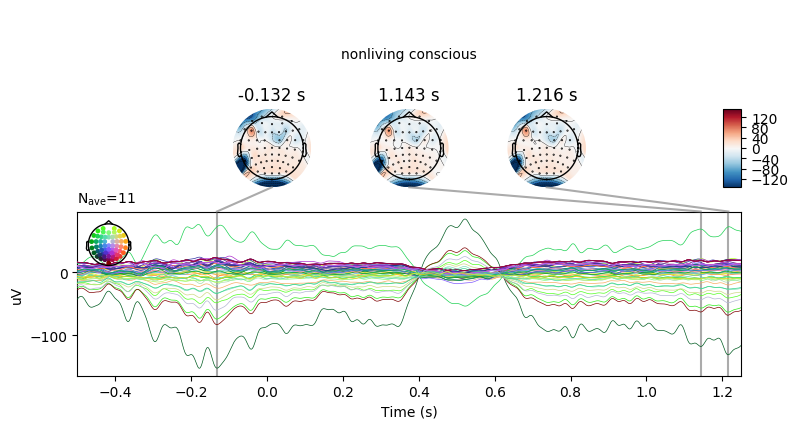 nonliving conscious
-0.132 s 1.143 s 1.216 s
120
80
40
0
−40
−80
−120
Nave=11
0
−100
uV
−0.4 −0.2 0.0 0.2 0.4 0.6 0.8 1.0 1.2
Time (s)